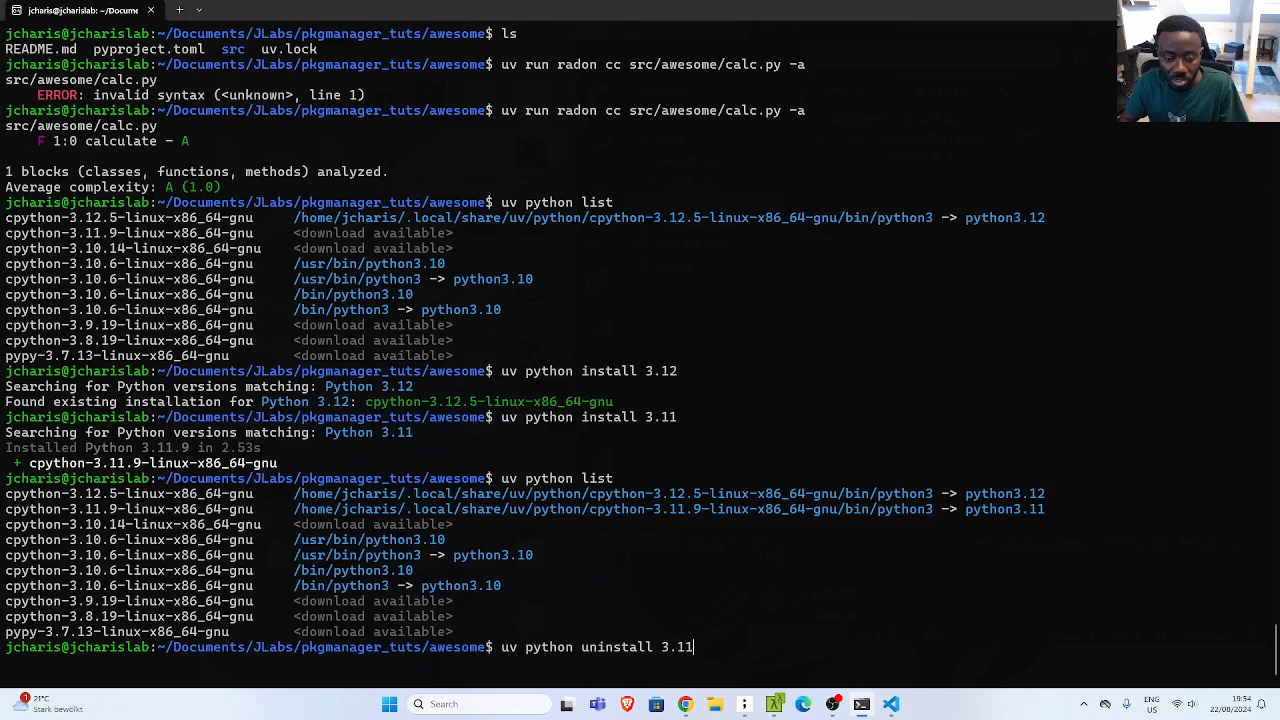 jcharis@jcharislab: ~/Docume
jcharis@jcharislab:~/Documents/JLabs/pkgmanager_tuts/awesome$ ls
README.md pyproject.toml src uv.lock
jcharis@jcharislab:~/Documents/JLabs/pkgmanager_tuts/awesome$ uv run radon cc src/awesome/calc.py -a
src/awesome/calc.py
ERROR: invalid syntax (<unknown>, line 1)
jcharis@jcharislab:~/Documents/JLabs/pkgmanager_tuts/awesome$ uv run radon cc src/awesome/calc.py -a
src/awesome/calc.py
F 1:0 calculate - A
1 blocks (classes, functions, methods) analyzed.
Average complexity: A (1.0)
jcharis@jcharislab:~/Documents/JLabs/pkgmanager_tuts/awesome$ uv python list
cpython-3.12.5-linux-x86_64-gnu /home/jcharis/.local/share/uv/python/cpython-3.12.5-linux-x86_64-gnu/bin/python3 -> python3.12
cpython-3.11.9-linux-x86_64-gnu <download available>
cpython-3.10.14-linux-x86_64-gnu <download available>
cpython-3.10.6-linux-x86_64-gnu /usr/bin/python3.10
cpython-3.10.6-linux-x86_64-gnu /usr/bin/python3 -> python3.10
cpython-3.10.6-linux-x86_64-gnu /bin/python3.10
cpython-3.10.6-linux-x86_64-gnu /bin/python3 -> python3.10
cpython-3.9.19-linux-x86_64-gnu <download available>
cpython-3.8.19-linux-x86_64-gnu <download available>
pypy-3.7.13-linux-x86_64-gnu <download available>
jcharis@jcharislab:~/Documents/JLabs/pkgmanager_tuts/awesome$ uv python install 3.12
Searching for Python versions matching: Python 3.12
Found existing installation for Python 3.12: cpython-3.12.5-linux-x86_64-gnu
jcharis@jcharislab:~/Documents/JLabs/pkgmanager_tuts/awesome$ uv python install 3.11
Searching for Python versions matching: Python 3.11
Installed Python 3.11.9 in 2.53s
+ cpython-3.11.9-linux-x86_64-gnu
jcharis@jcharislab:~/Documents/JLabs/pkgmanager_tuts/awesome$ uv python list
cpython-3.12.5-linux-x86_64-gnu /home/jcharis/.local/share/uv/python/cpython-3.12.5-linux-x86_64-gnu/bin/python3 -> python3.12
cpython-3.11.9-linux-x86_64-gnu /home/jcharis/.local/share/uv/python/cpython-3.11.9-linux-x86_64-gnu/bin/python3 -> python3.11
cpython-3.10.14-linux-x86_64-gnu <download available>
cpython-3.10.6-linux-x86_64-gnu /usr/bin/python3.10
cpython-3.10.6-linux-x86_64-gnu /usr/bin/python3 -> python3.10
cpython-3.10.6-linux-x86_64-gnu /bin/python3.10
cpython-3.10.6-linux-x86_64-gnu /bin/python3 -> python3.10
cpython-3.9.19-linux-x86_64-gnu <download available>
cpython-3.8.19-linux-x86_64-gnu <download available>
pypy-3.7.13-linux-x86_64-gnu <download available>
jcharis@jcharislab:~/Documents/JLabs/pkgmanager_tuts/awesome$ uv python uninstall 3.11
21°C
Stark bewölkt
Search
ENG
US
19:54
22/08/2024